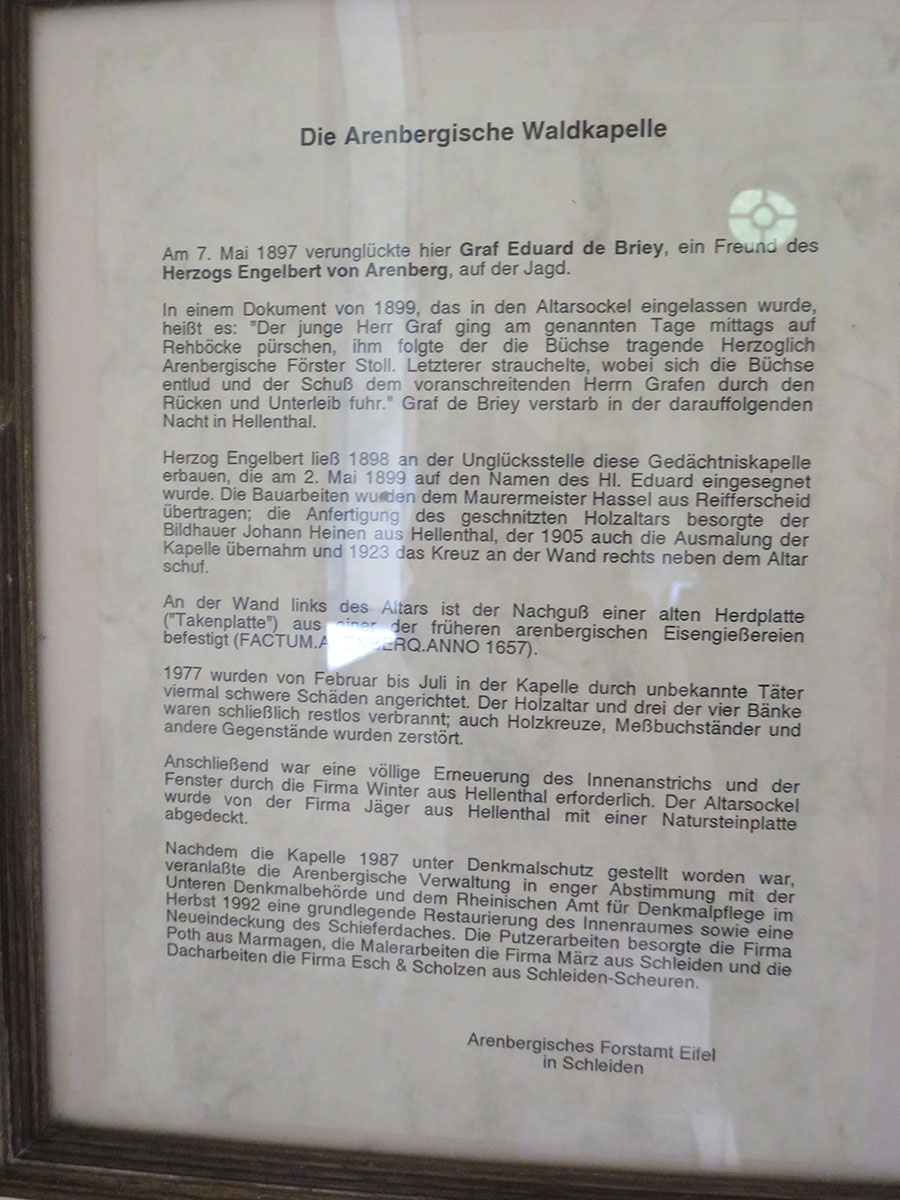 Die Arenbergische Waldkapelle
Am 7. Mai 1897 verunglückte hier Graf Eduard de Briey, ein Freund des
Herzogs Engelbert von Arenberg, auf der Jagd.
In einem Dokument von 1899, das in den Altarsockel eingelassen wurde,
heißt es: "Der junge Herr Graf ging am genannten Tage mittags auf
Rehböcke pürschen, ihm folgte der die Büchse tragende Herzoglich
Arenbergische Förster Stoll. Letzterer strauchelte, wobei sich die Büchse
entlud und der Schuß dem voranschreitenden Herrn Grafen durch den
Rücken und Unterleib fuhr." Graf de Briey verstarb in der darauffolgenden
Nacht in Hellenthal.
Herzog Engelbert ließ 1898 an der Unglücksstelle diese Gedächtniskapelle
erbauen, die am 2. Mai 1899 auf den Namen des Hl. Eduard eingesegnet
wurde. Die Bauarbeiten wurden dem Maurermeister Hassel aus Reifferscheid
übertragen; die Anfertigung des geschnitzten Holzaltars besorgte der
Bildhauer Johann Heinen aus Hellenthal, der 1905 auch die Ausmalung der
Kapelle übernahm und 1923 das Kreuz an der Wand rechts neben dem Altar
schuf.
An der Wand links des Altars ist der Nachguß einer alten Herdplatte
("Takenplatte") aus einer der früheren arenbergischen Eisengießereien
befestigt ANNO 1657).
1977 wurden von Februar bis Juli in der Kapelle durch unbekannte Täter
viermal schwere Schäden angerichtet. Der Holzaltar und drei der vier Bänke
waren schließlich restlos verbrannt; auch Holzkreuze, Meßbuchständer und
andere Gegenstände wurden zerstört.
Anschließend war eine völlige Erneuerung des Innenanstrichs und der
Fenster durch die Firma Winter aus Hellenthal erforderlich. Der Altarsockel
wurde von der Firma Jäger aus Hellenthal mit einer Natursteinplatte
abgedeckt.
Nachdem die Kapelle 1987 unter Denkmalschutz gestellt worden war,
veranlaßte die Arenbergische Verwaltung in enger Abstimmung mit der
Unteren Denkmalbehörde und dem Rheinischen Amt für Denkmalpflege im
Herbst 1992 eine grundlegende Restaurierung des Innenraumes sowie eine
Neueindeckung des Schieferdaches. Die Putzerarbeiten besorgte die Firma
Poth aus Marmagen, die Malerarbeiten die Firma März aus Schleiden und die
Dacharbeiten die Firma Esch & Scholzen aus Schleiden-Scheuren.
Arenbergisches Forstamt Eifel
in Schleiden